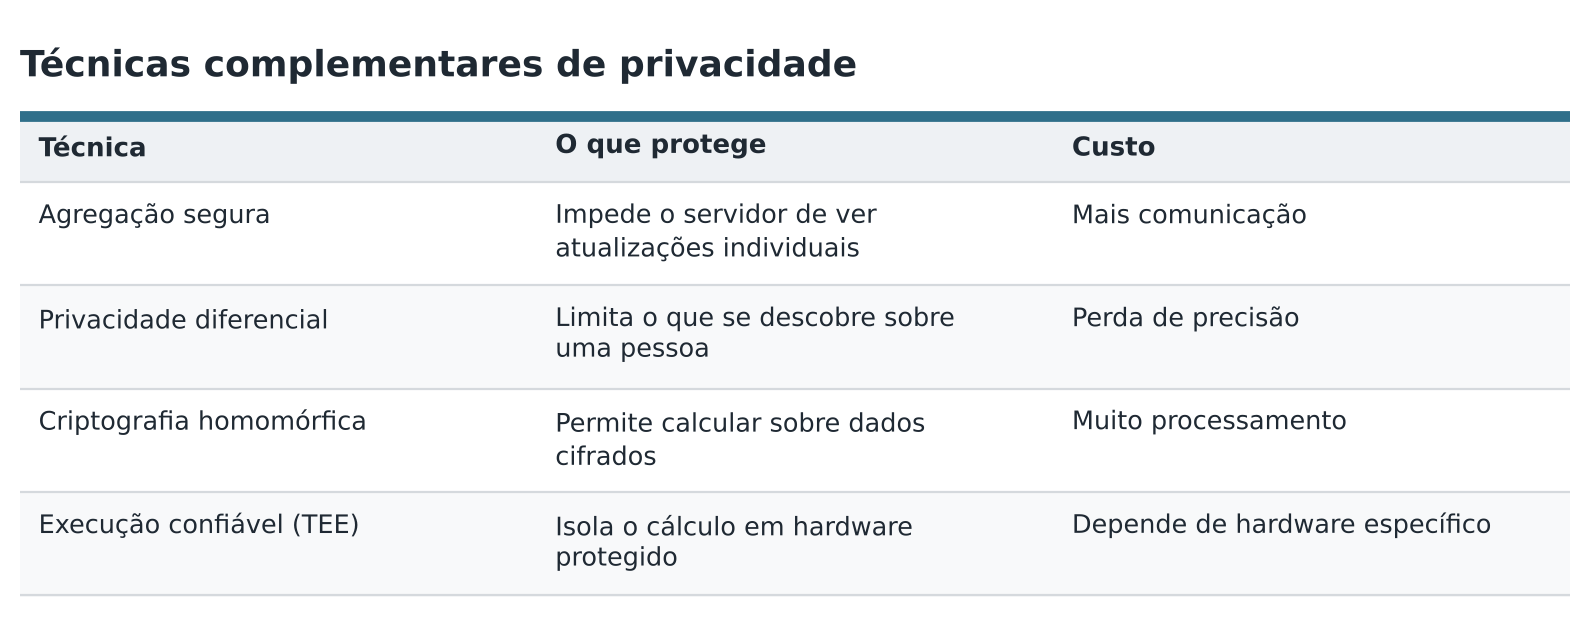 Técnicas complementares de privacidade
Técnica
O que protege
Custo
Agregação segura
Impede o servidor de ver
atualizações individuais
Mais comunicação
Privacidade diferencial
Limita o que se descobre sobre
uma pessoa
Perda de precisão
Criptografia homomórfica
Permite calcular sobre dados
cifrados
Muito processamento
Execução confiável (TEE)
Isola o cálculo em hardware
protegido
Depende de hardware específico